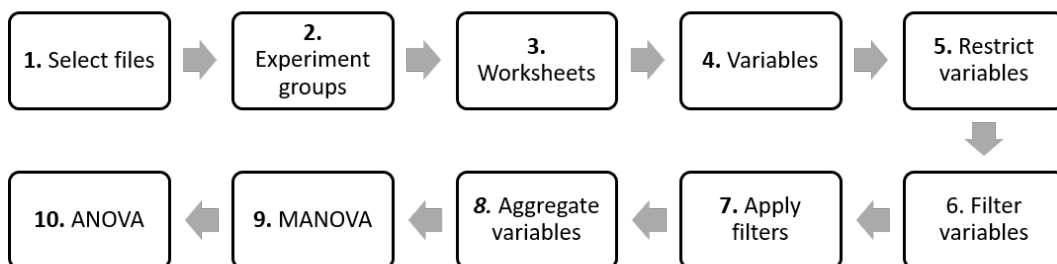 1. Select files
2.
Experiment
groups
3.
Worksheets
4. Variables
5. Restrict
variables
6. Filter
variables
7. Apply
filters
8. Aggregate
variables
9. MANOVA
10. ANOVA